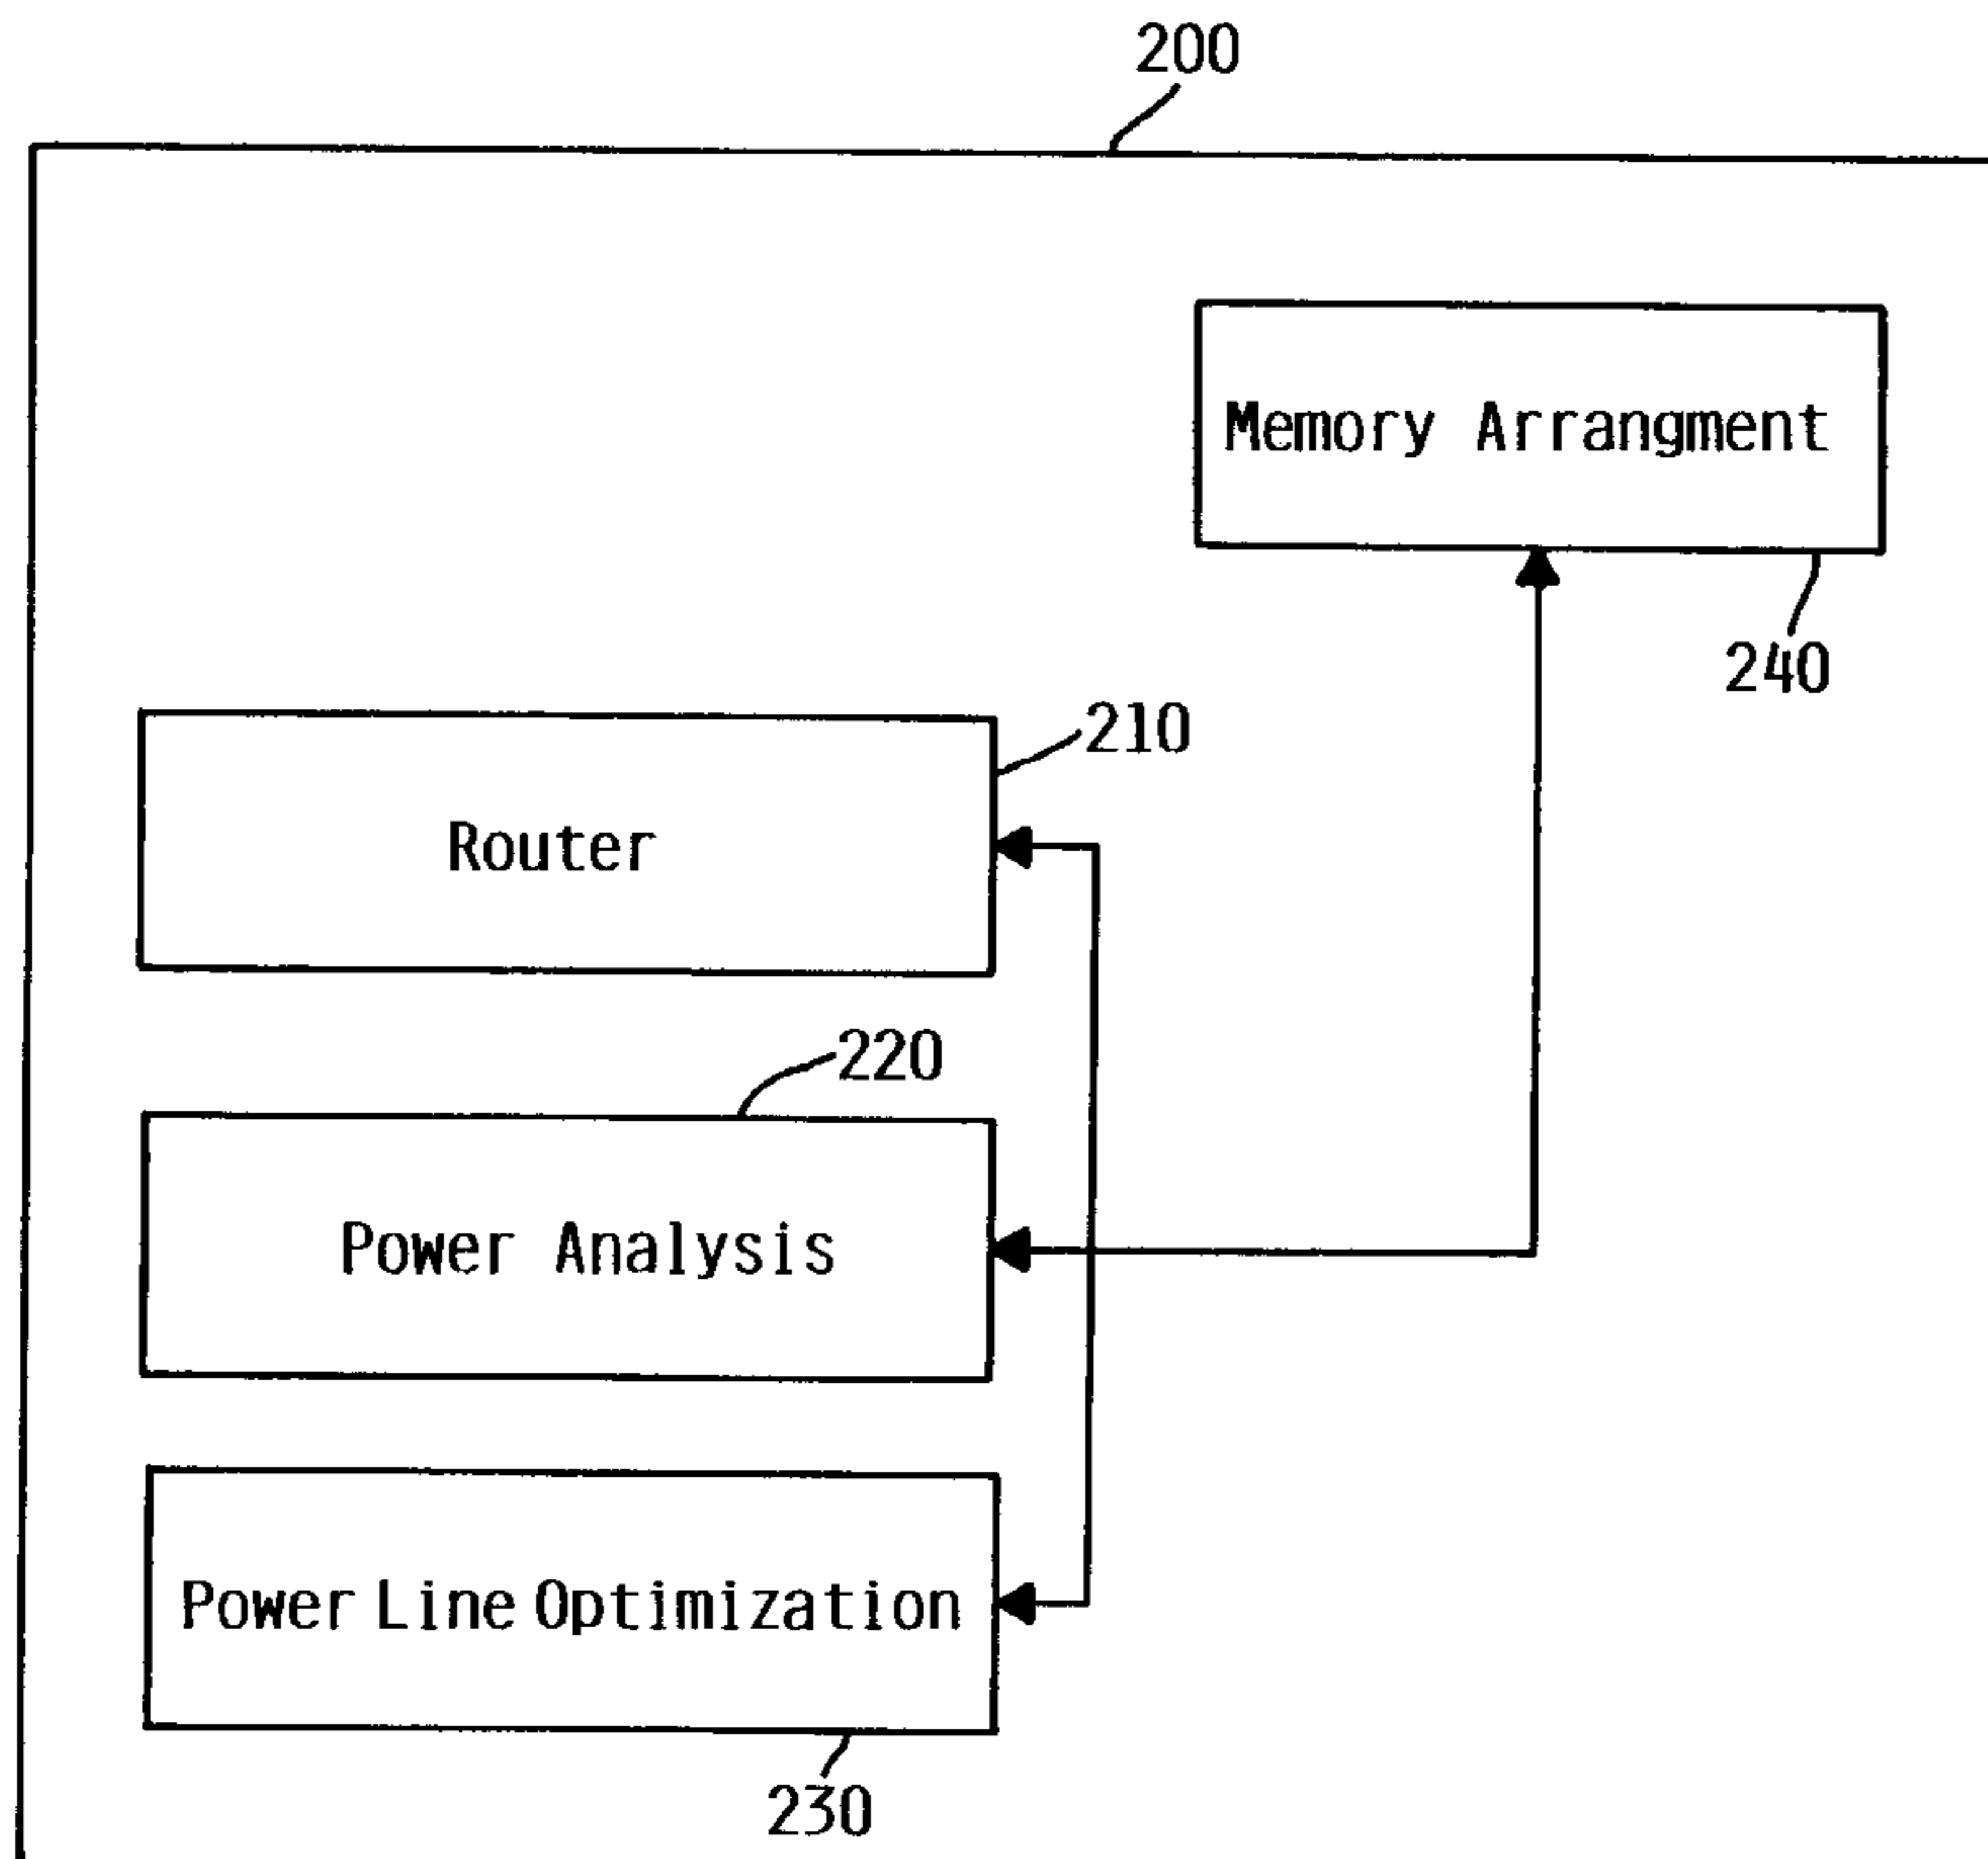 200
Memory Arrangment
240
210
Router
220
Power Analysis
Power Line Optimization
230